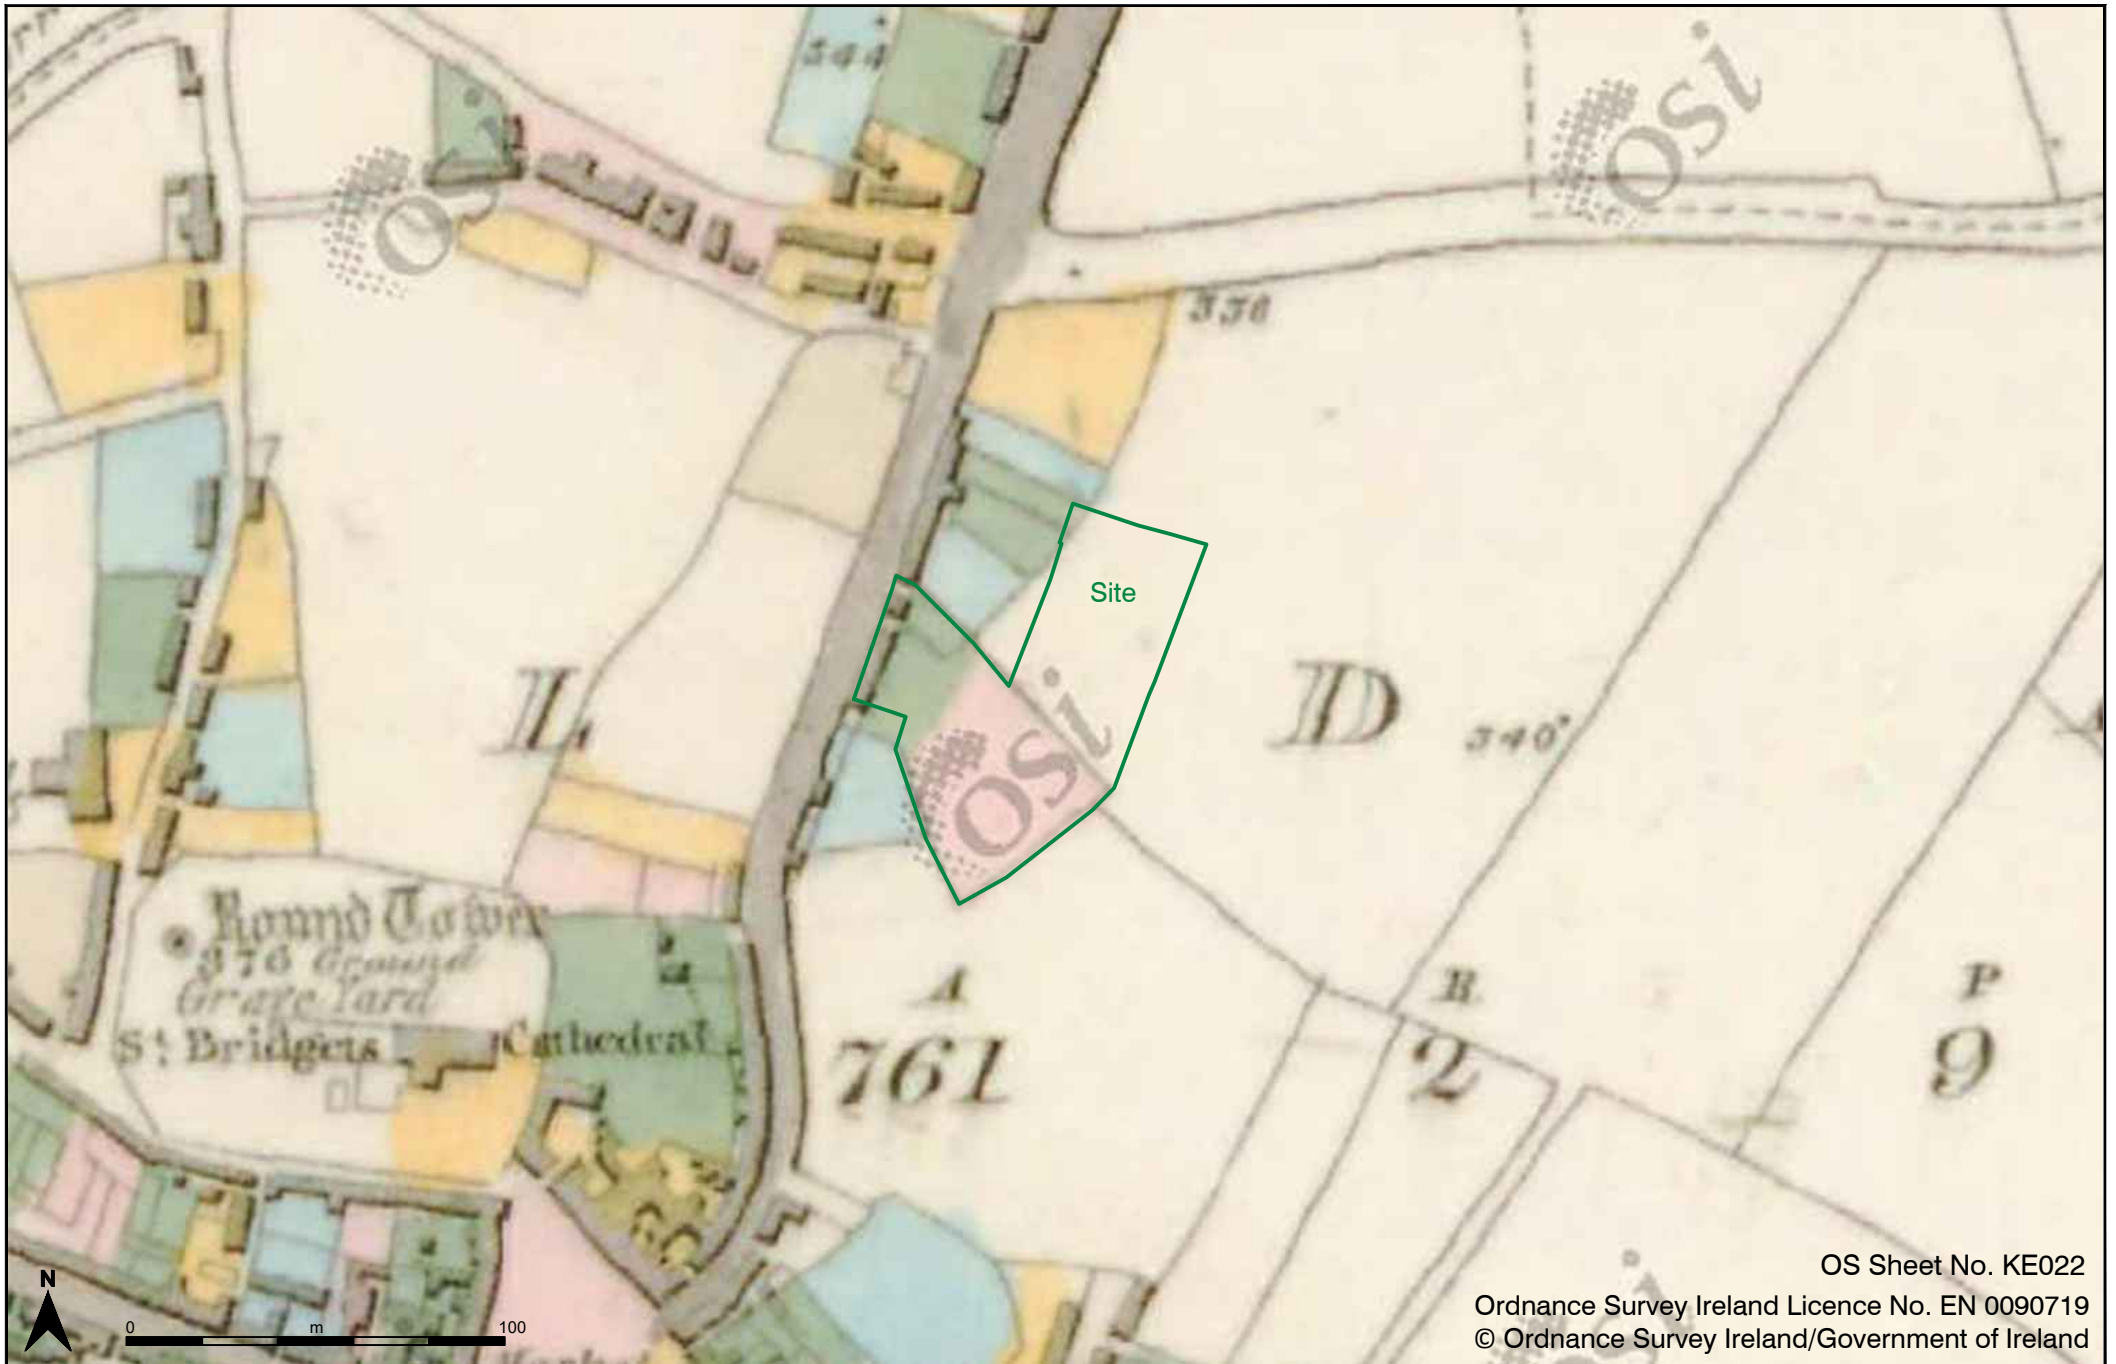 544
OSi
OSi
336
Site
L
D
340
OSi
Round Tower
376 Ground
Grave Yard
St. Bridgets Cathedral
A
761
R
2
P
9
OS Sheet No. KE022
Ordnance Survey Ireland Licence No. EN 0090719
© Ordnance Survey Ireland/Government of Ireland
N
0 m 100